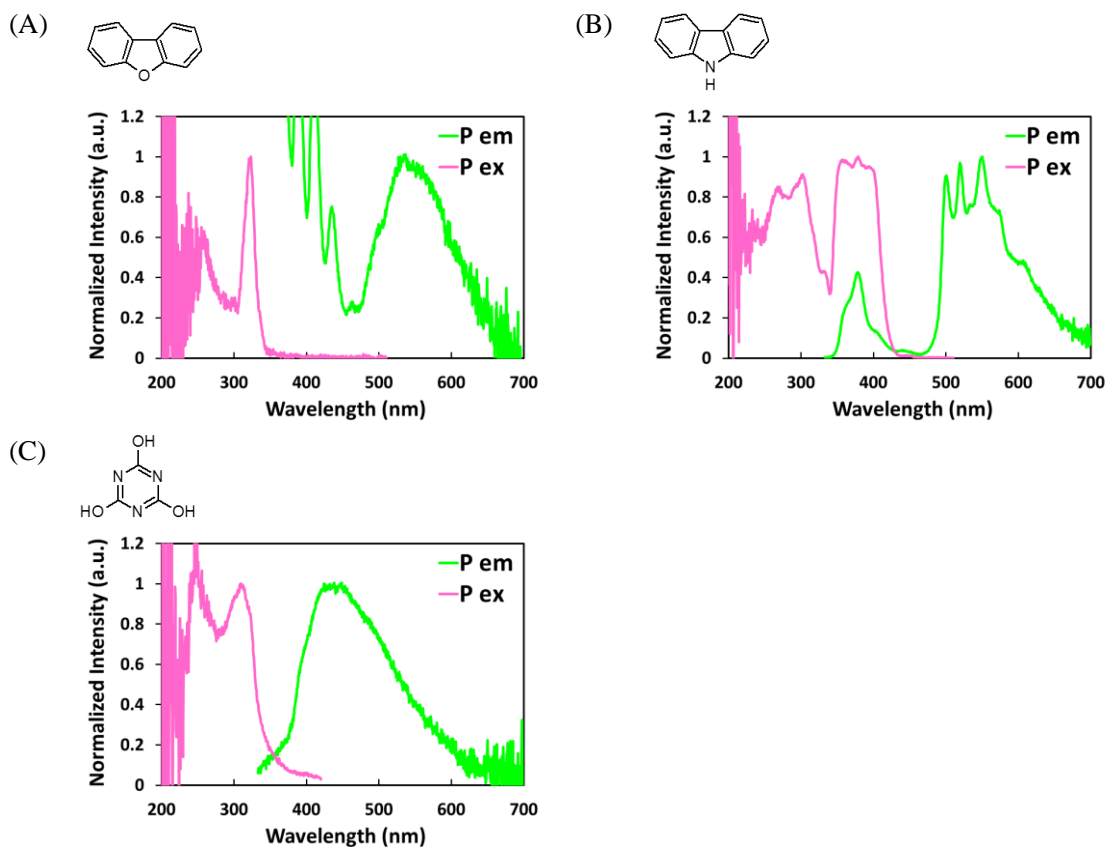 (A)
O
Normalized Intensity (a.u.)
1.2
1
0.8
0.6
0.4
0.2
0
P em
P ex
200 300 400 500 600 700
Wavelength (nm)
(B)
N
H
Normalized Intensity (a.u.)
1.2
1
0.8
0.6
0.4
0.2
0
P em
P ex
200 300 400 500 600 700
Wavelength (nm)
(C)
OH
N N
HO N OH
Normalized Intensity (a.u.)
1.2
1
0.8
0.6
0.4
0.2
0
P em
P ex
200 300 400 500 600 700
Wavelength (nm)